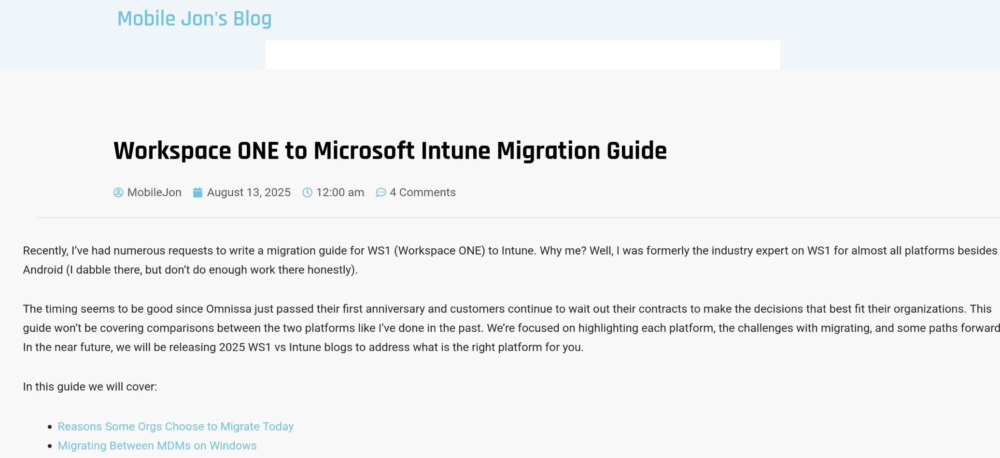 Mobile Jon's Blog
Workspace ONE to Microsoft Intune Migration Guide
MobileJon August 13, 2025 12:00 am 4 Comments
Recently, I’ve had numerous requests to write a migration guide for WS1 (Workspace ONE) to Intune. Why me? Well, I was formerly the industry expert on WS1 for almost all platforms besides
Android (I dabble there, but don’t do enough work there honestly).
The timing seems to be good since Omnissa just passed their first anniversary and customers continue to wait out their contracts to make the decisions that best fit their organizations. This
guide won’t be covering comparisons between the two platforms like I’ve done in the past. We’re focused on highlighting each platform, the challenges with migrating, and some paths forward
In the near future, we will be releasing 2025 WS1 vs Intune blogs to address what is the right platform for you.
In this guide we will cover:
• Reasons Some Orgs Choose to Migrate Today
• Migrating Between MDMs on Windows